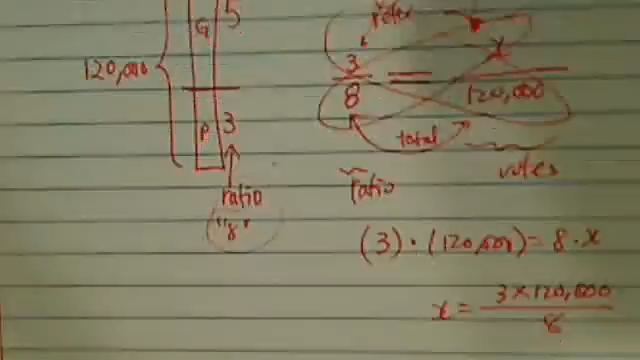 G 5
120,000
P 3
ratio
"8"
votes
3/8 = x/120,000
total
ratio
votes
(3) · (120,000) = 8 · x
x = 3 × 120,000 / 8